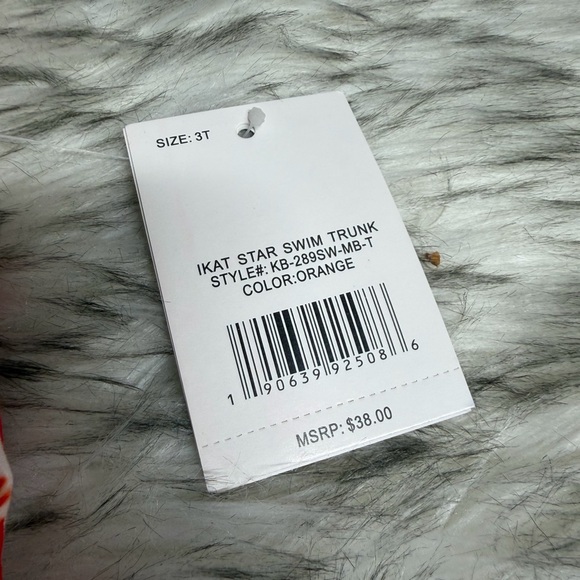 SIZE: 3T
IKAT STAR SWIM TRUNK
STYLE#: KB-289SW-MB-T
COLOR:ORANGE
1 90639 92508 6
MSRP: $38.00